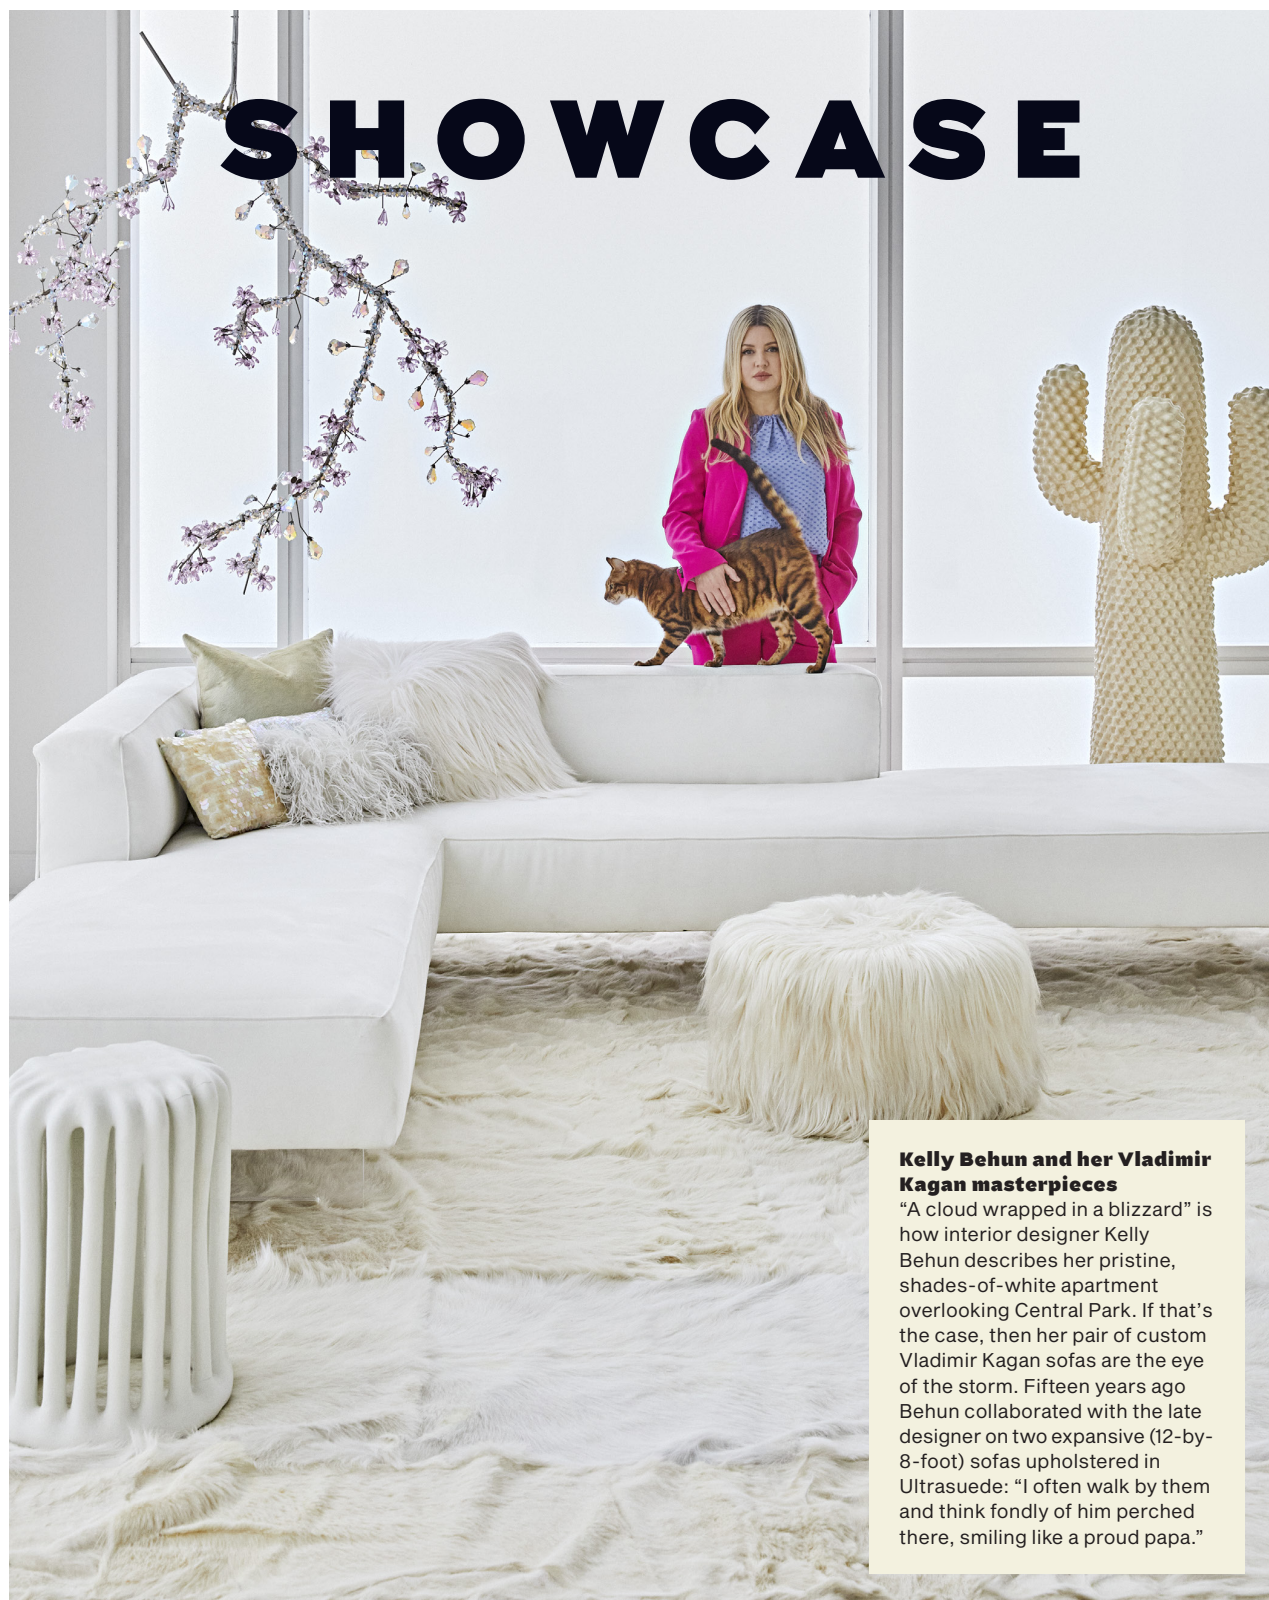 SHOWCASE
Kelly Behun and her Vladimir
Kagan masterpieces
“A cloud wrapped in a blizzard” is
how interior designer Kelly
Behun describes her pristine,
shades-of-white apartment
overlooking Central Park. If that’s
the case, then her pair of custom
Vladimir Kagan sofas are the eye
of the storm. Fifteen years ago
Behun collaborated with the late
designer on two expansive (12-by-
8-foot) sofas upholstered in
Ultrasuede: “I often walk by them
and think fondly of him perched
there, smiling like a proud papa.”